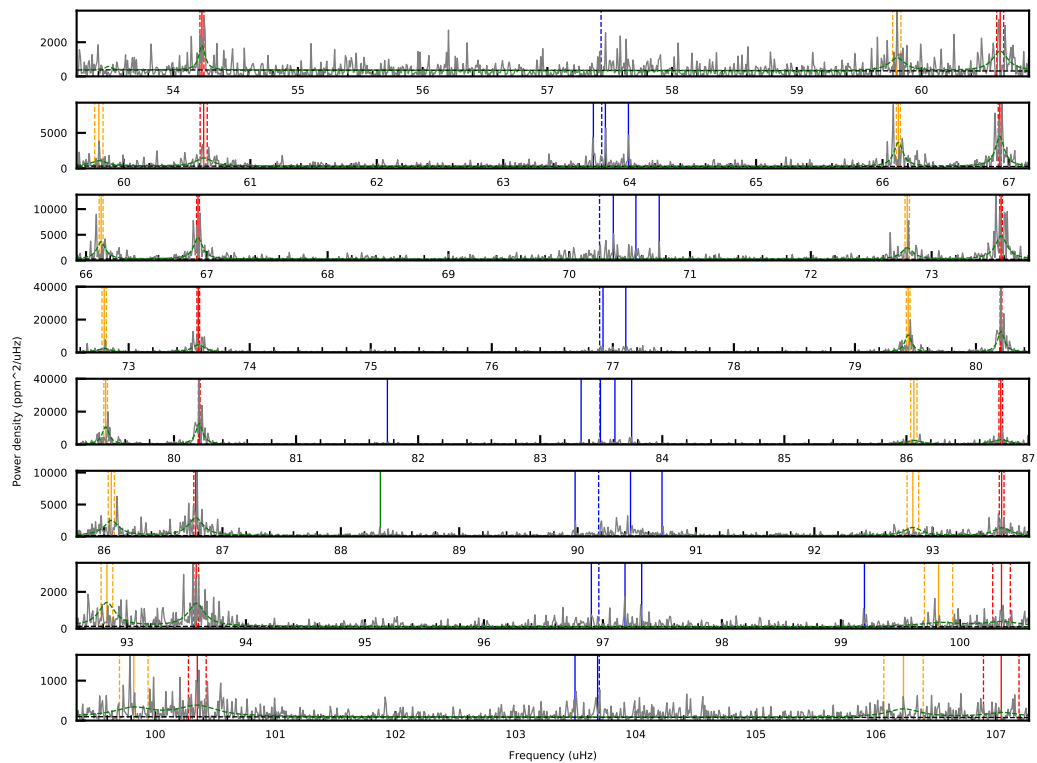 2000
0
54 55 56 57 58 59 60
5000
0
60 61 62 63 64 65 66 67
10000
5000
0
66 67 68 69 70 71 72 73
40000
20000
0
73 74 75 76 77 78 79 80
40000
20000
0
80 81 82 83 84 85 86 87
10000
5000
0
86 87 88 89 90 91 92 93
2000
0
93 94 95 96 97 98 99 100
1000
0
100 101 102 103 104 105 106 107
Power density (ppm^2/uHz)
Frequency (uHz)